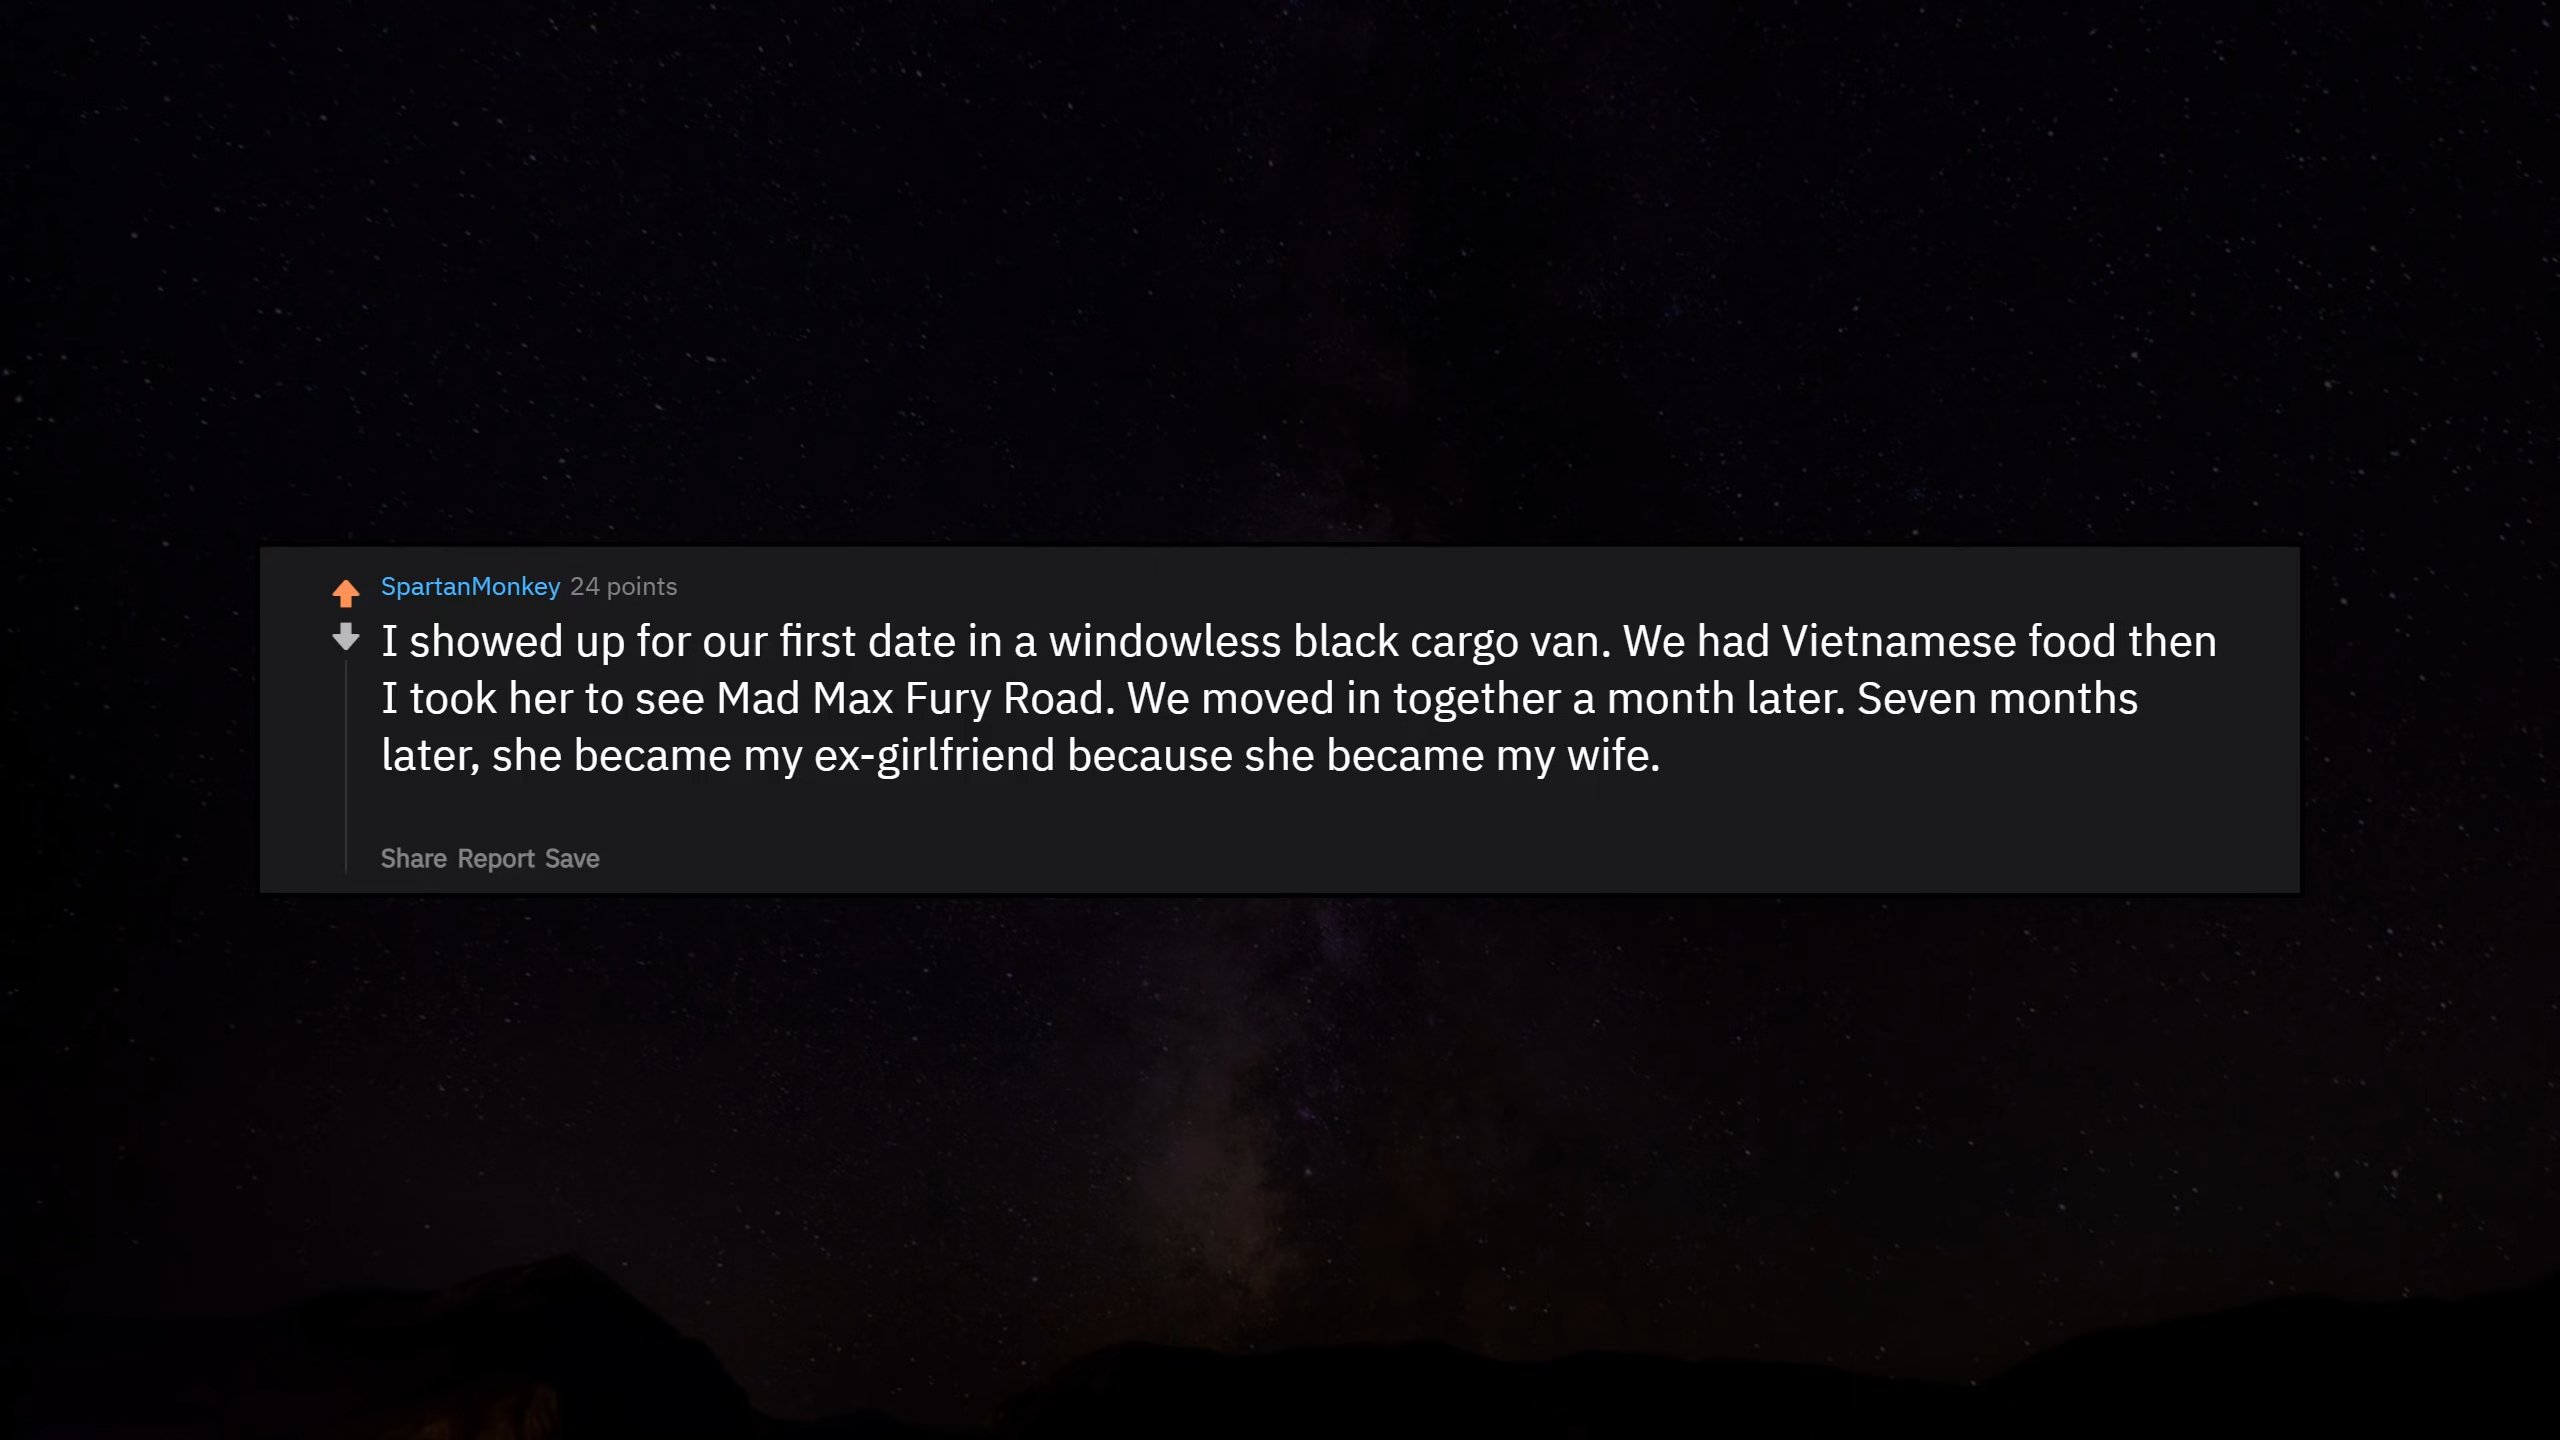 SpartanMonkey 24 points
I showed up for our first date in a windowless black cargo van. We had Vietnamese food then
I took her to see Mad Max Fury Road. We moved in together a month later. Seven months
later, she became my ex-girlfriend because she became my wife.
Share Report Save